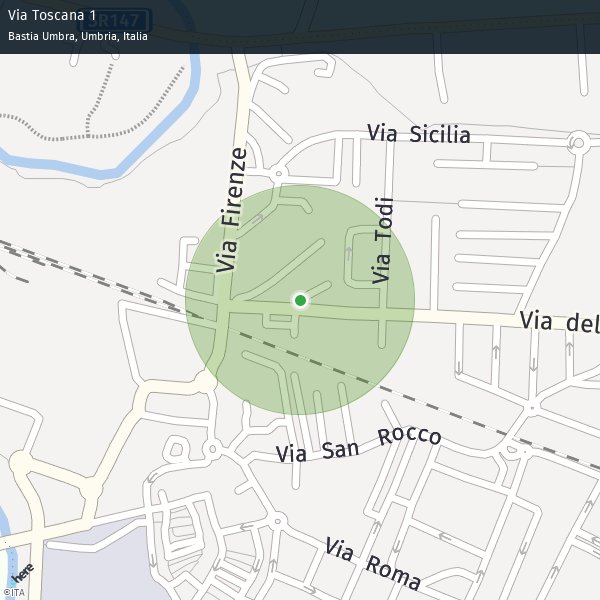 Via Toscana 1
SR147
Bastia Umbra, Umbria, Italia
Via Sicilia
Via Firenze
Via Todi
Via del
Via San Rocco
Via Roma
here
©ITA